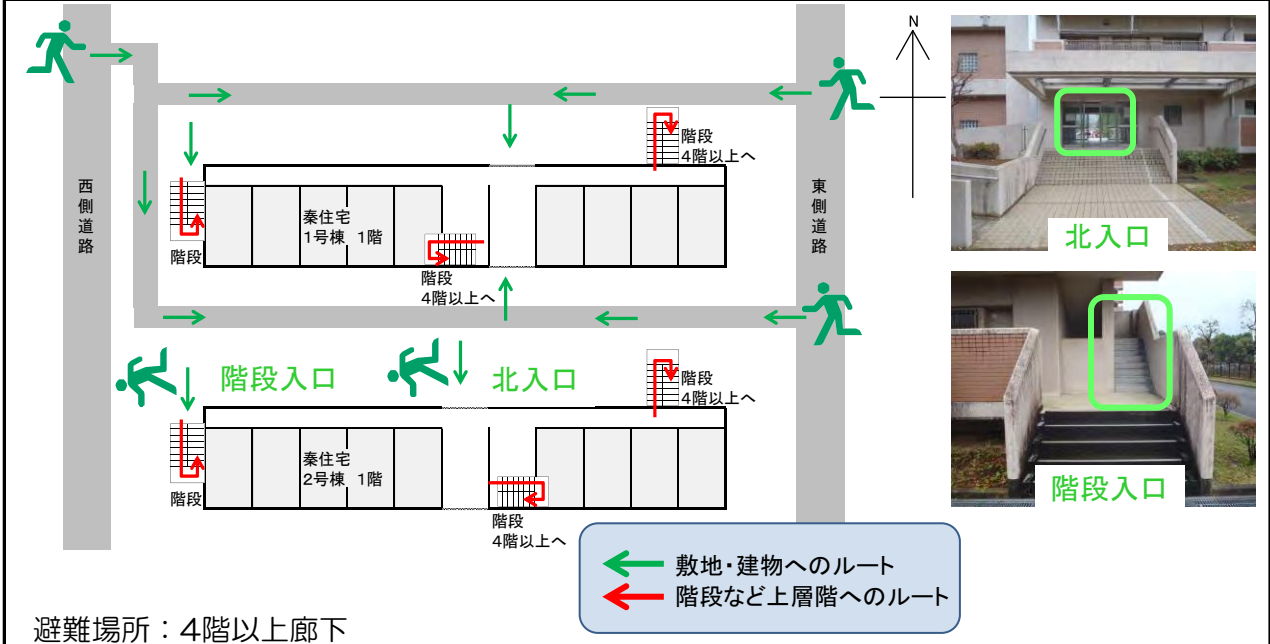 N
西側道路
東側道路
階段
4階以上へ
秦住宅
1号棟 1階
階段
階段
4階以上へ
北入口
階段入口
北入口
階段
4階以上へ
秦住宅
2号棟 1階
階段
階段
4階以上へ
階段入口
敷地・建物へのルート
階段など上層階へのルート
避難場所：4階以上廊下